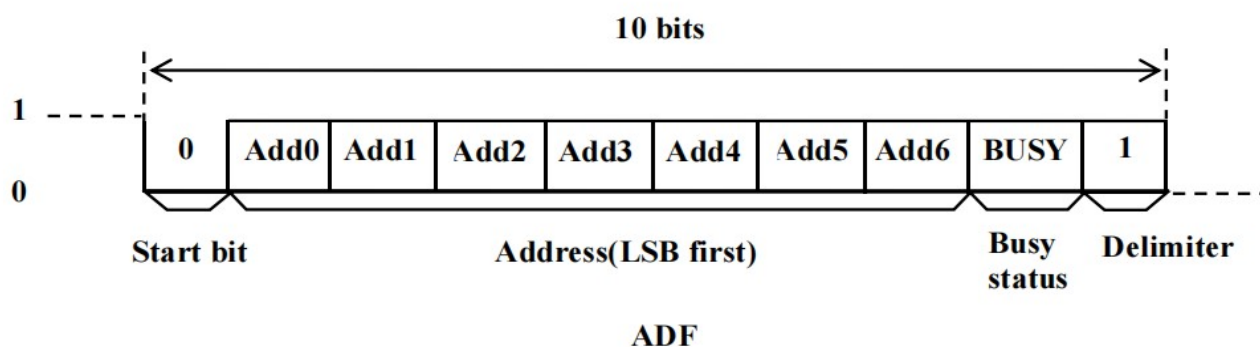 10 bits
1
0 Add0 Add1 Add2 Add3 Add4 Add5 Add6 BUSY 1
0
Start bit Address(LSB first) Busy status Delimiter
ADF